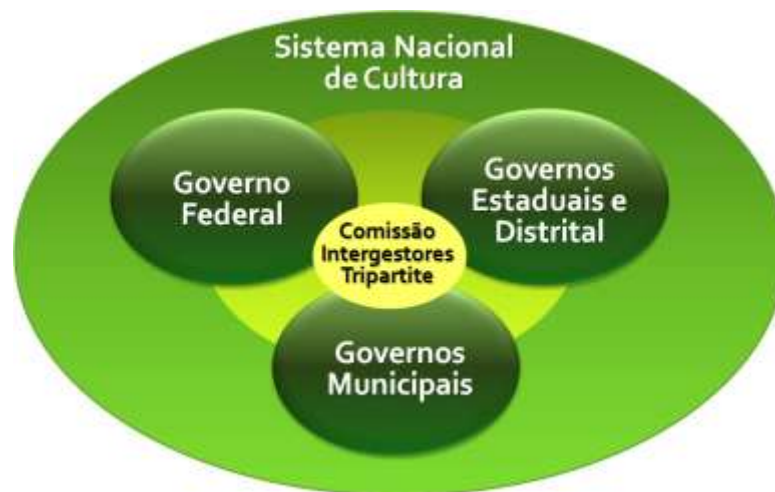 Sistema Nacional
de Cultura
Governo
Federal
Governos
Estaduais e
Distrital
Comissão
Intergestores
Tripartite
Governos
Municipais